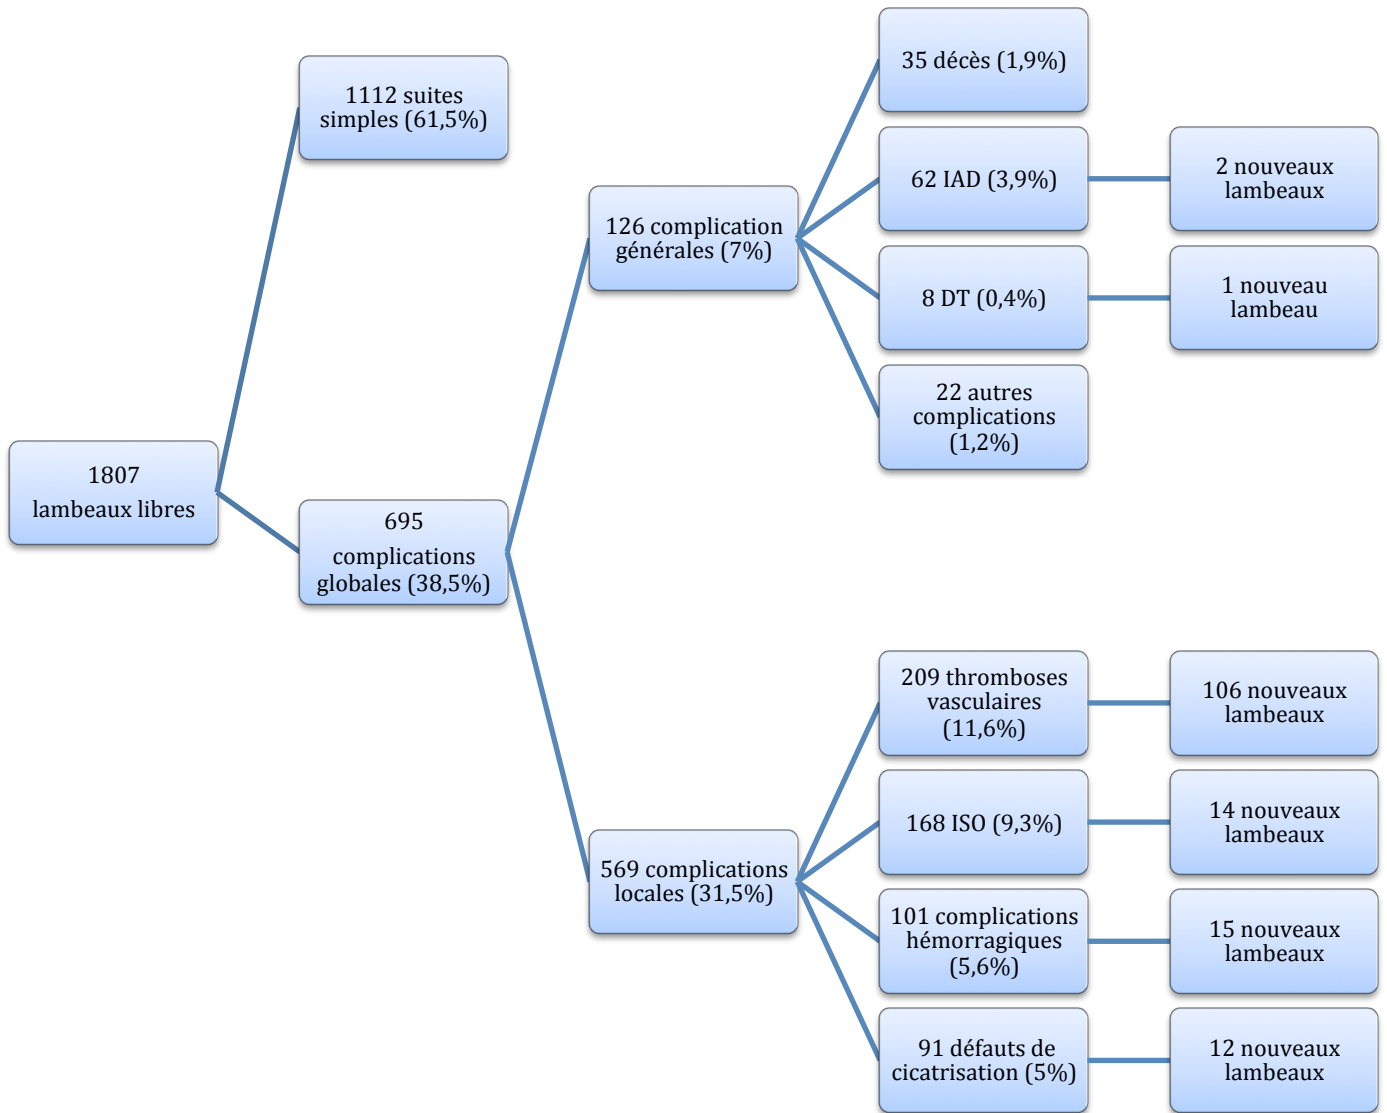 1807
lambeaux libres
1112 suites
simples (61,5%)
695
complications
globales (38,5%)
126 complication
générales (7%)
35 décès (1,9%)
62 IAD (3,9%)
2 nouveaux
lambeaux
8 DT (0,4%)
1 nouveau
lambeau
22 autres
complications
(1,2%)
569 complications
locales (31,5%)
209 thromboses
vasculaires
(11,6%)
106 nouveaux
lambeaux
168 ISO (9,3%)
14 nouveaux
lambeaux
101 complications
hémorragiques
(5,6%)
15 nouveaux
lambeaux
91 défauts de
cicatrisation (5%)
12 nouveaux
lambeaux